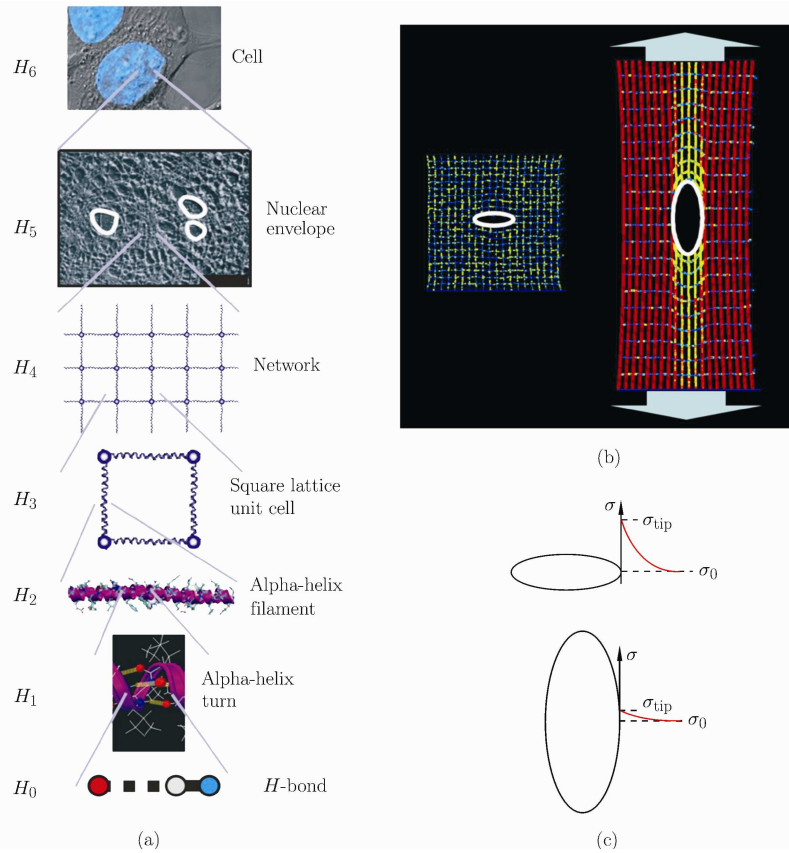 H₆ Cell
H₅ Nuclear
envelope
H₄ Network
H₃ Square lattice
unit cell
H₂ Alpha-helix
filament
H₁ Alpha-helix
turn
H₀ H-bond
(a)
(b)
σ
σtip
σ₀
σ
σtip
σ₀
(c)